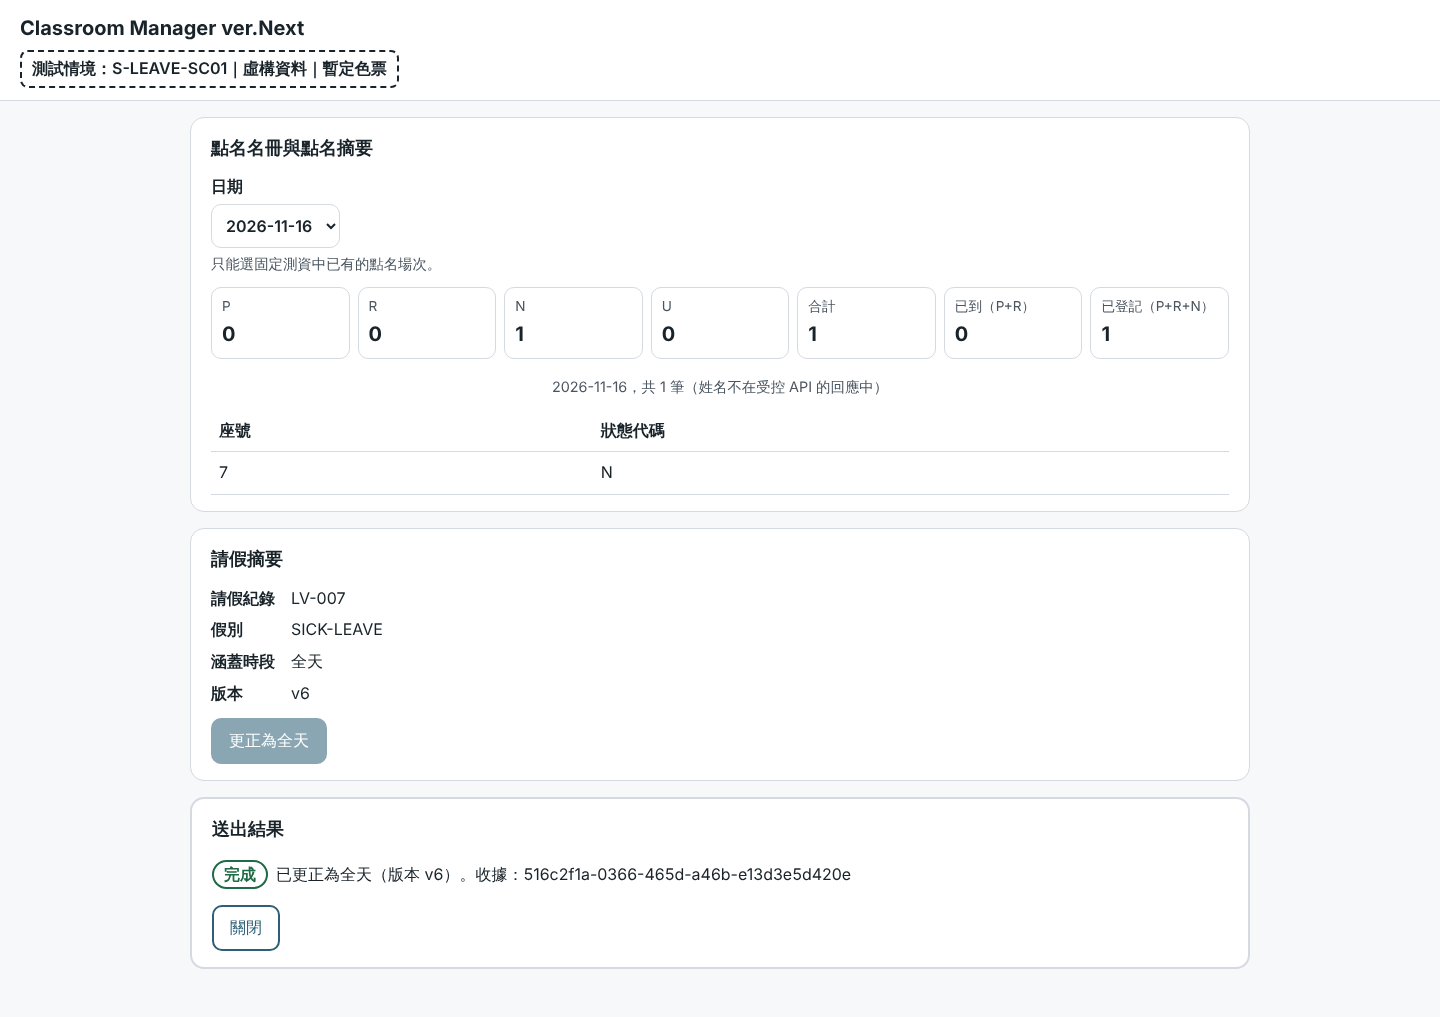 Classroom Manager ver.Next
測試情境：S-LEAVE-SC01｜虛構資料｜暫定色票
點名名冊與點名摘要
日期
2026-11-16
只能選固定測資中已有的點名場次。
P
0
R
0
N
1
U
0
合計
1
已到（P+R）
0
已登記（P+R+N）
1
2026-11-16，共 1 筆（姓名不在受控 API 的回應中）
座號 狀態代碼
7 N
請假摘要
請假紀錄 LV-007
假別 SICK-LEAVE
涵蓋時段 全天
版本 v6
更正為全天
送出結果
完成 已更正為全天（版本 v6）。收據：516c2f1a-0366-465d-a46b-e13d3e5d420e
關閉